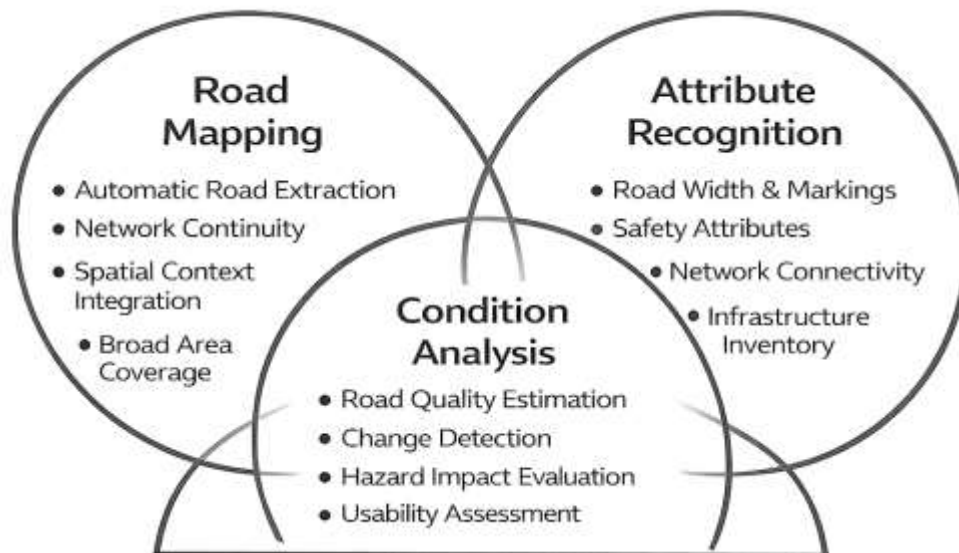 Road
Mapping
• Automatic Road Extraction
• Network Continuity
• Spatial Context
Integration
• Broad Area
Coverage
Attribute
Recognition
• Road Width & Markings
• Safety Attributes
• Network Connectivity
• Infrastructure
Inventory
Condition
Analysis
• Road Quality Estimation
• Change Detection
• Hazard Impact Evaluation
• Usability Assessment